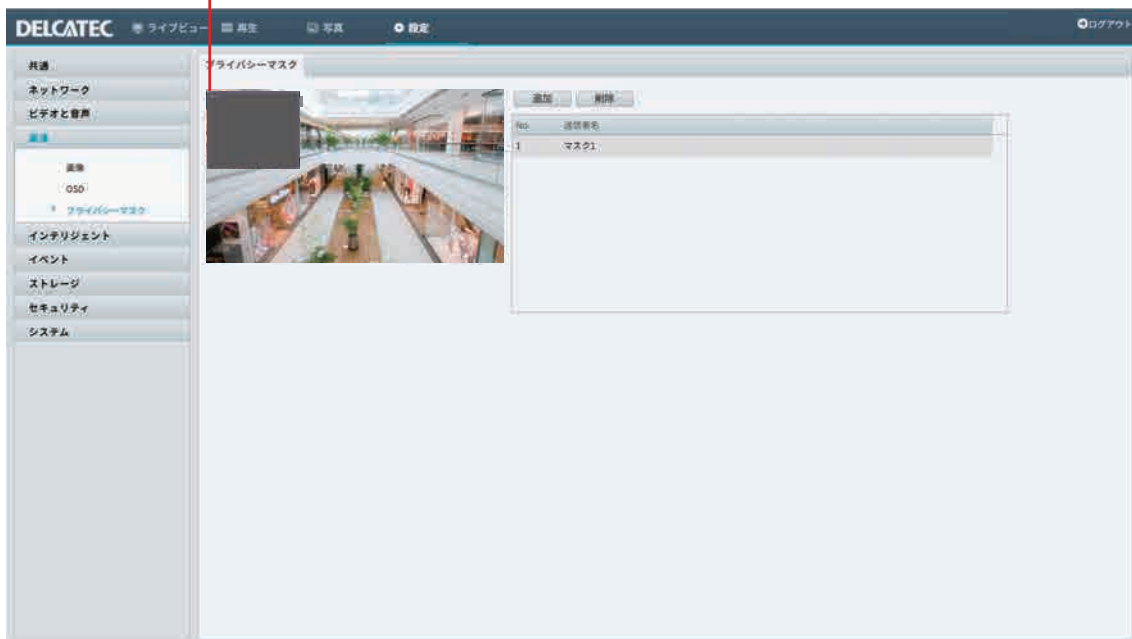 DELCATEC ライブビュー 再生 写真 設定 ログアウト
共通
ネットワーク
ビデオと音声
画像
画像
OSD
プライバシーマスク
インテリジェント
イベント
ストレージ
セキュリティ
システム
プライバシーマスク
追加 削除
No 送信者名
1 マスク1